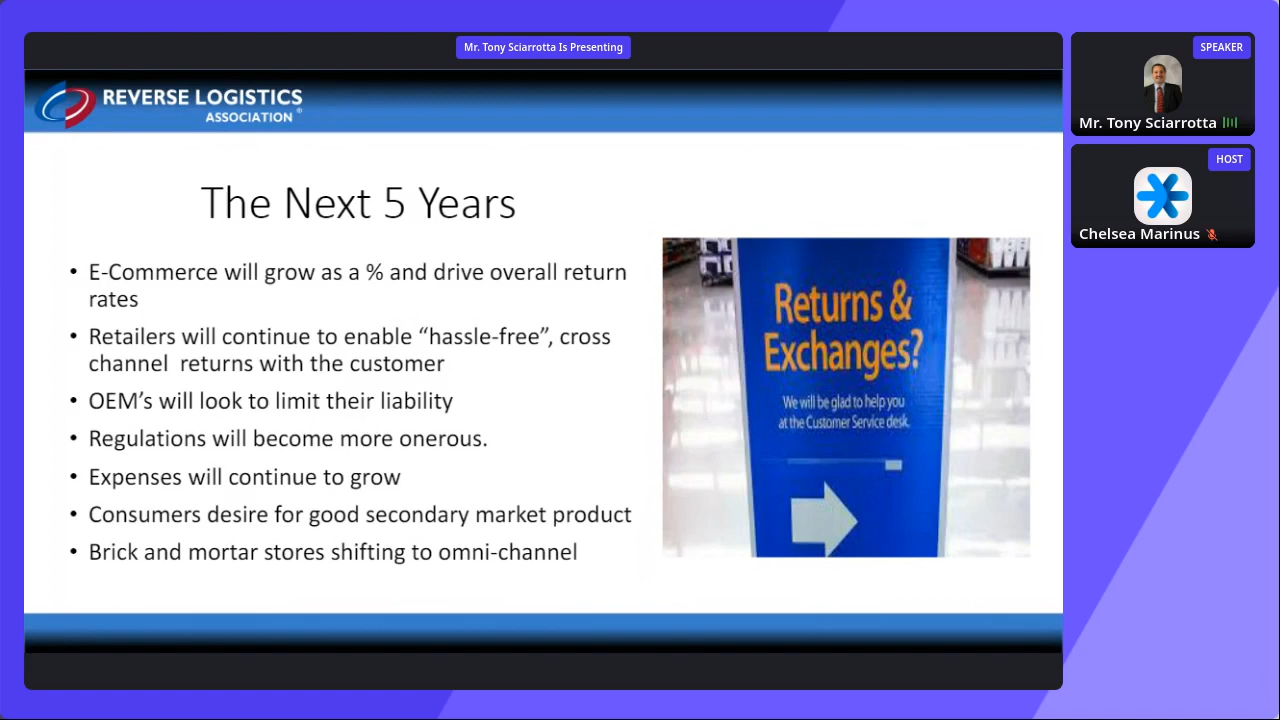 Mr. Tony Sciarrotta Is Presenting
REVERSE LOGISTICS
ASSOCIATION®
The Next 5 Years
• E-Commerce will grow as a % and drive overall return
rates
• Retailers will continue to enable “hassle-free”, cross
channel  returns with the customer
• OEM’s will look to limit their liability
• Regulations will become more onerous.
• Expenses will continue to grow
• Consumers desire for good secondary market product
• Brick and mortar stores shifting to omni-channel
Returns &
Exchanges?
We will be glad to help you
at the Customer Service desk.
SPEAKER
Mr. Tony Sciarrotta
HOST
Chelsea Marinus